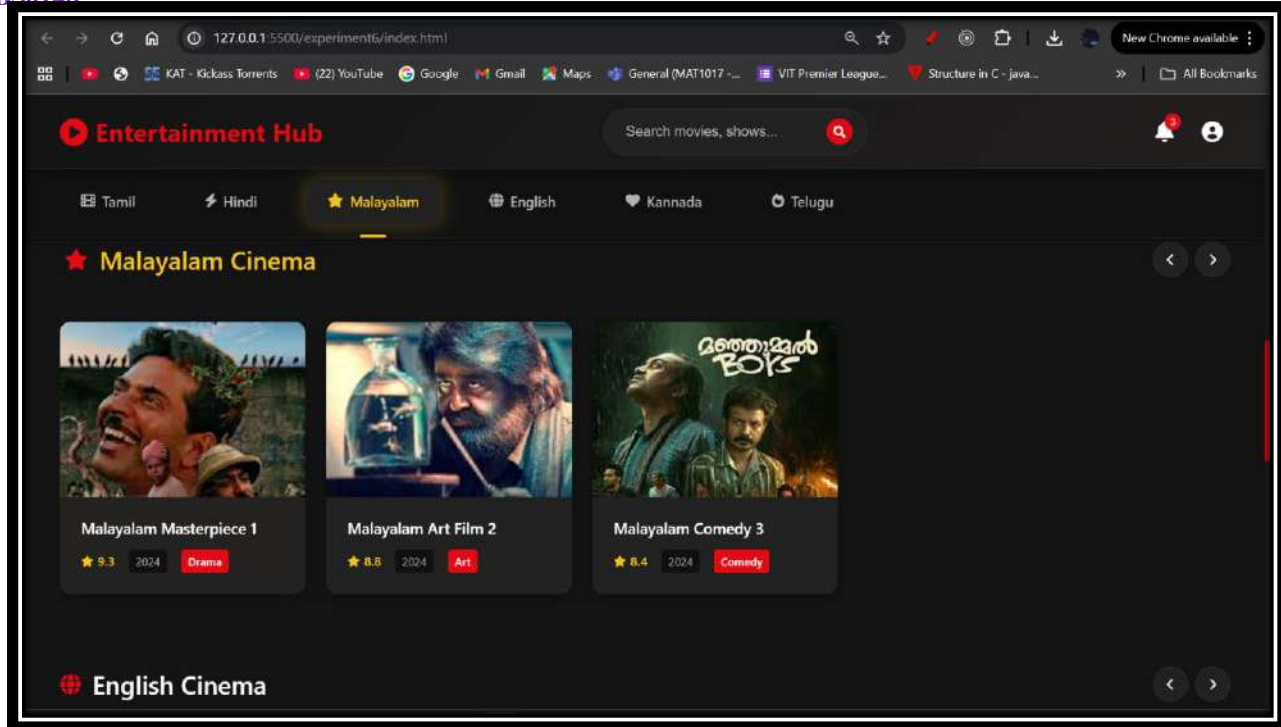 127.0.0.1:5500/experiment6/index.html
New Chrome available
KAT - Kickass Torrents (22) YouTube Google Gmail Maps General (MAT1017 -... VIT Premier League... Structure in C - java... » All Bookmarks
Entertainment Hub
Search movies, shows...
3
Tamil Hindi Malayalam English Kannada Telugu
Malayalam Cinema
മഞ്ഞുമ്മൽ
BOYS
Malayalam Masterpiece 1 Malayalam Art Film 2 Malayalam Comedy 3
9.3 2024 Drama 8.8 2024 Art 8.4 2024 Comedy
English Cinema